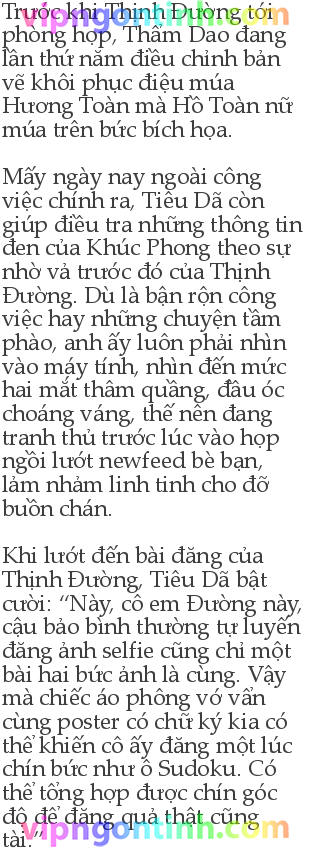 Trước khi Thịnh Đường tới
vipngontinh.com
phòng họp, Thẩm Dao đang
lần thứ năm điều chỉnh bản
vẽ khôi phục điệu múa
Hương Toàn mà Hồ Toàn nữ
múa trên bức bích họa.
Mấy ngày nay ngoài công
việc chính ra, Tiêu Dã còn
giúp điều tra những thông tin
đen của Khúc Phong theo sự
nhờ vả trước đó của Thịnh
Đường. Dù là bận rộn công
việc hay những chuyện tầm
phào, anh ấy luôn phải nhìn
vào máy tính, nhìn đến mức
hai mắt thâm quầng, đầu óc
choáng váng, thế nên đang
tranh thủ trước lúc vào họp
ngồi lướt newfeed bè bạn,
lảm nhảm linh tinh cho đỡ
buồn chán.
Khi lướt đến bài đăng của
Thịnh Đường, Tiêu Dã bật
cười: “Này, cô em Đường này,
cậu bảo bình thường tự luyến
đăng ảnh selfie cũng chỉ một
bài hai bức ảnh là cùng. Vậy
mà chiếc áo phông vớ vẩn
cùng poster có chữ ký kia có
thể khiến cô ấy đăng một lúc
chín bức như ô Sudoku. Có
thể tổng hợp được chín góc
độ để đăng quả thật cũng
vipngontinh.com
tài.”